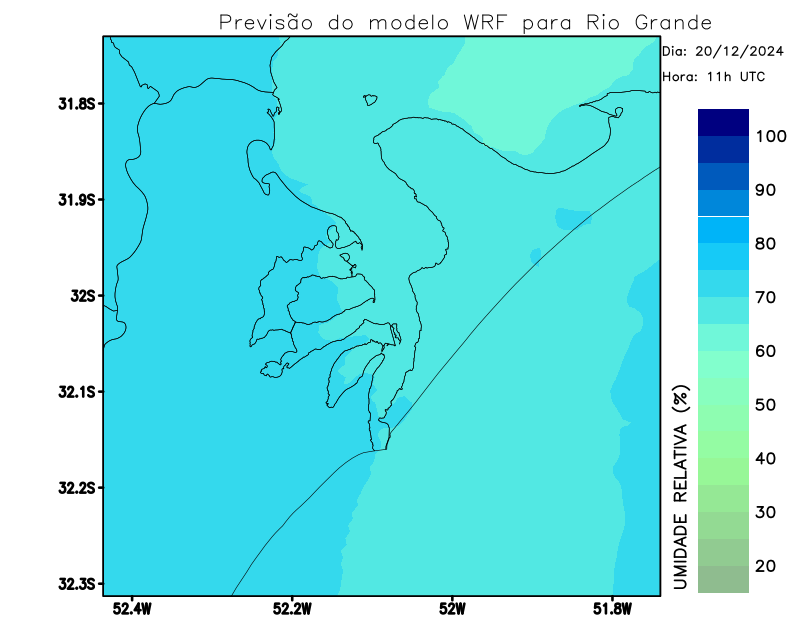 Previsão do modelo WRF para Rio Grande
Dia: 20/12/2024
Hora: 11h UTC
31.8S
31.9S
32S
32.1S
32.2S
32.3S
52.4W
52.2W
52W
51.8W
100
90
80
70
60
50
40
30
20
UMIDADE RELATIVA (%)